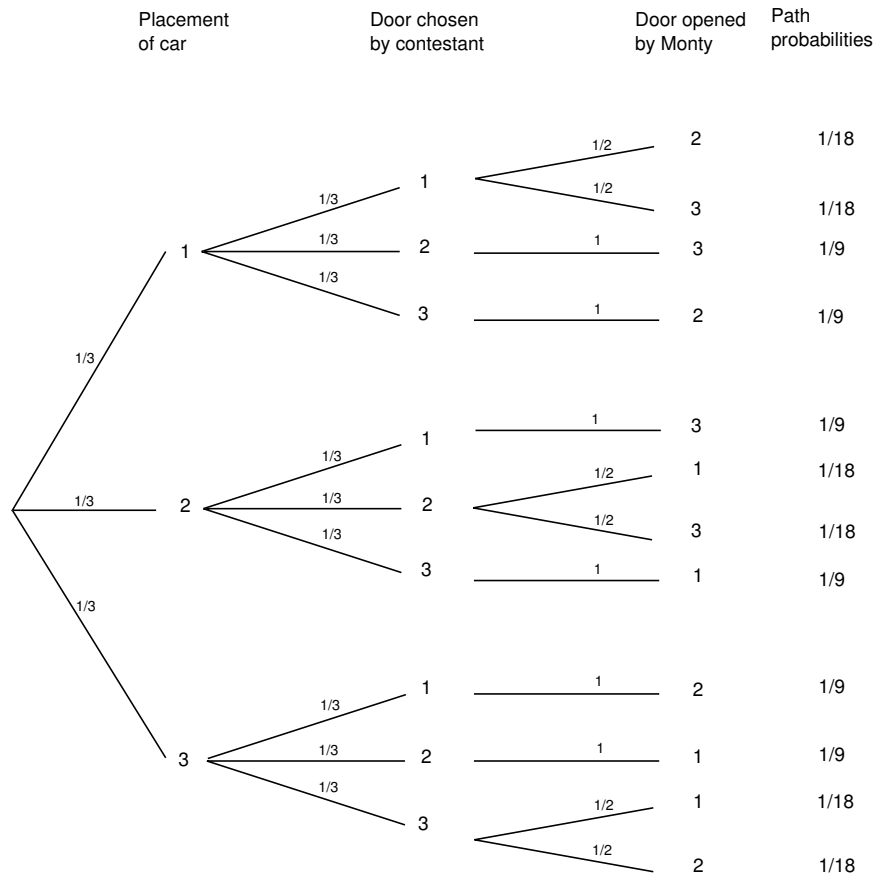 Placement of car
Door chosen by contestant
Door opened by Monty
Path probabilities
1/2 2 1/18
1 1/2
1/3 3 1/18
1 1/3 2 1 3 1/9
1/3
3 1 2 1/9
1/3
1 1 3 1/9
1/3 1/2 1 1/18
1/3 2 1/3 2
1/2 3 1/18
1/3
3 1 1 1/9
1/3
1 1 2 1/9
1/3
3 1/3 2 1 1 1/9
1/3
3 1/2 1 1/18
1/2 2 1/18